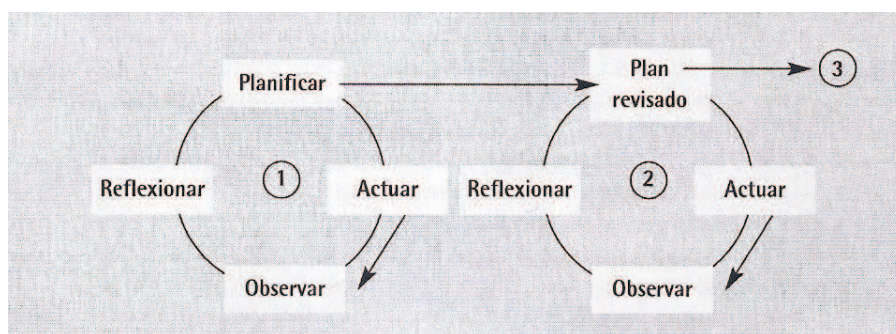 Planificar
Plan
revisado
3
Reflexionar
1
Actuar
Reflexionar
2
Actuar
Observar
Observar